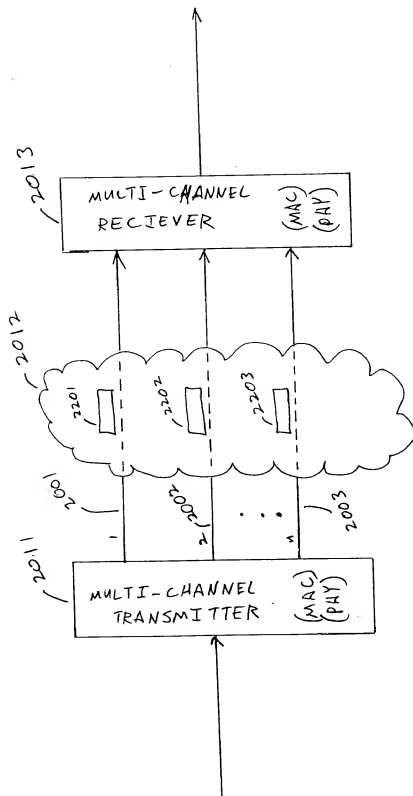 2013
MULTI-CHANNEL
RECIEVER
(MAC)
(PHY)
2012
2201
2202
2203
2001
2002
2003
1
2
n
...
2011
MULTI-CHANNEL
TRANSMITTER
(MAC)
(PHY)